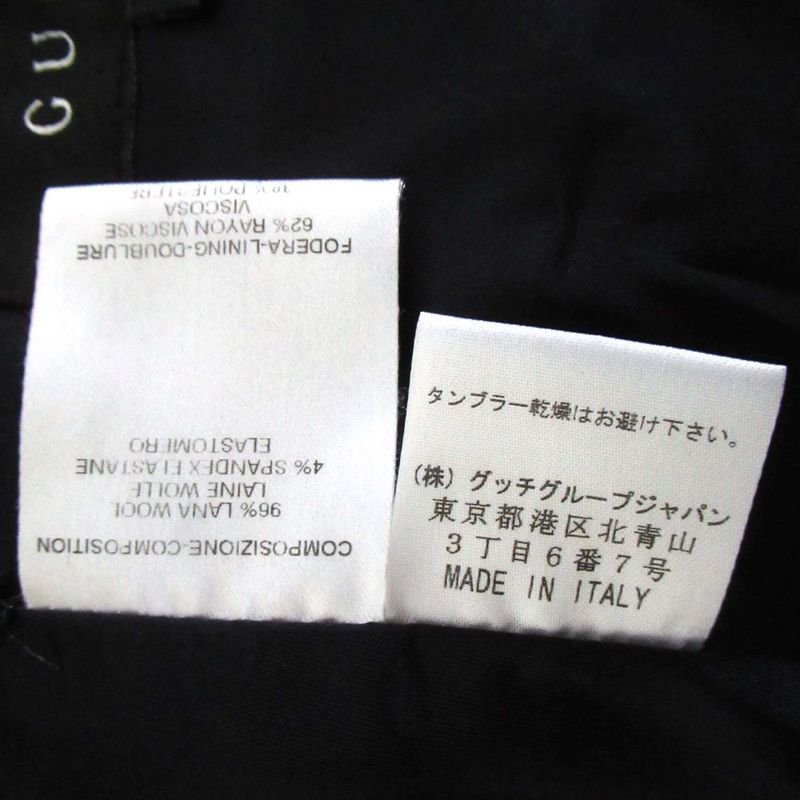 G U
COMPOSIZIONE-COMPOSITION
96% LANA WOOL
LAINE WOLLE
4% SPANDEX ELASTANE
ELASTOMERO
FODERA-LINING-DOUBLURE
62% RAYON VISCOSE
VISCOSA
38% POLIESTERE
タンブラー乾燥はお避け下さい。
(株) グッチグループジャパン
東京都港区北青山
3丁目6番7号
MADE IN ITALY